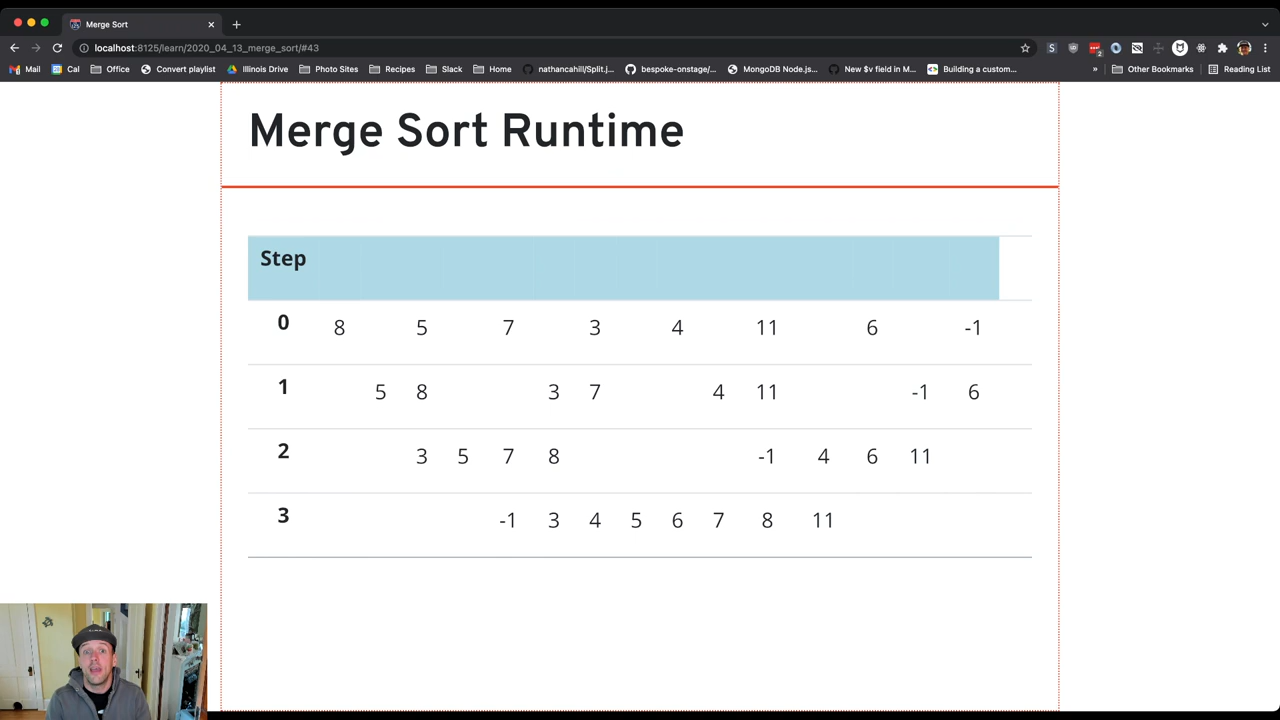 Merge Sort
localhost:8125/learn/2020_04_13_merge_sort/#43
Mail Cal Office Convert playlist Illinois Drive Photo Sites Recipes Slack Home nathancahill/Split.j... bespoke-onstage/... MongoDB Node.js... New $v field in M... Building a custom... » Other Bookmarks Reading List
Merge Sort Runtime
Step
0 8 5 7 3 4 11 6 -1
1 5 8 3 7 4 11 -1 6
2 3 5 7 8 -1 4 6 11
3 -1 3 4 5 6 7 8 11